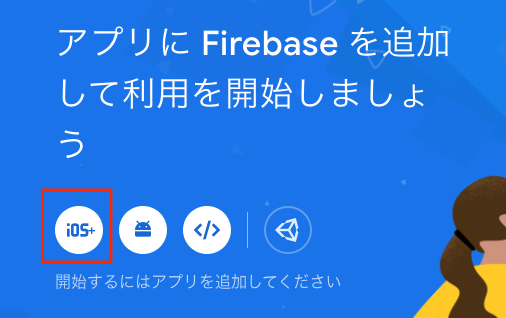 アプリに Firebase を追加
して利用を開始しましょ
う
iOS+
</>
開始するにはアプリを追加してください